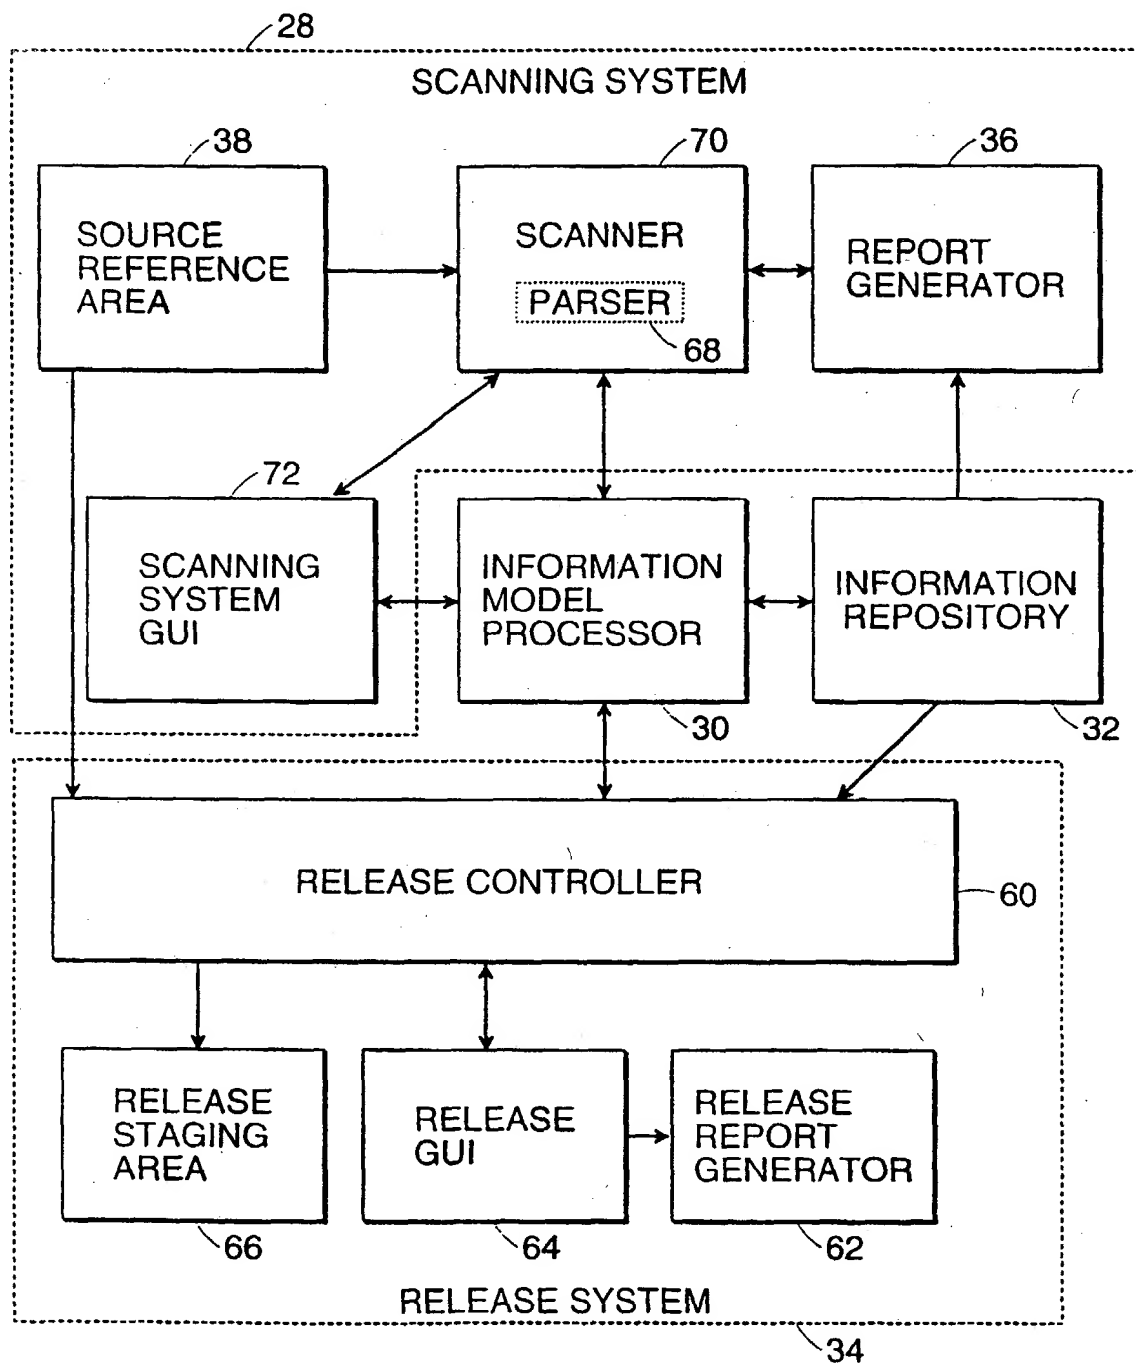 28
SCANNING SYSTEM
38
70
36
SOURCE
REFERENCE
AREA
SCANNER
PARSER
68
REPORT
GENERATOR
72
SCANNING
SYSTEM
GUI
INFORMATION
MODEL
PROCESSOR
INFORMATION
REPOSITORY
30
32
RELEASE CONTROLLER
60
RELEASE
STAGING
AREA
RELEASE
GUI
RELEASE
REPORT
GENERATOR
66
64
62
RELEASE SYSTEM
34